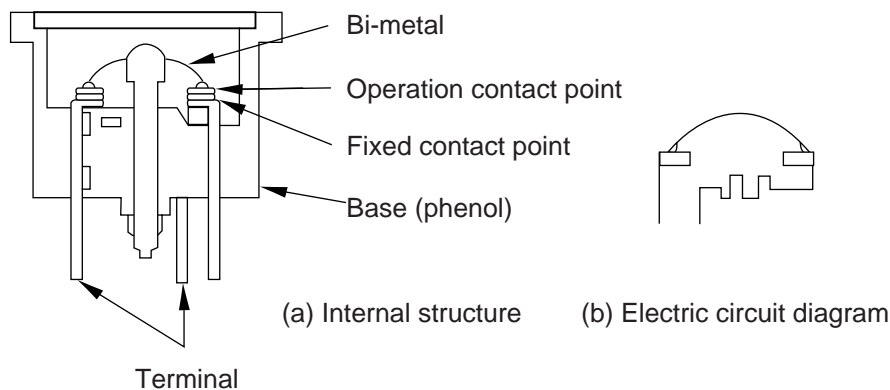 Bi-metal
Operation contact point
Fixed contact point
Base (phenol)
(a) Internal structure
(b) Electric circuit diagram
Terminal